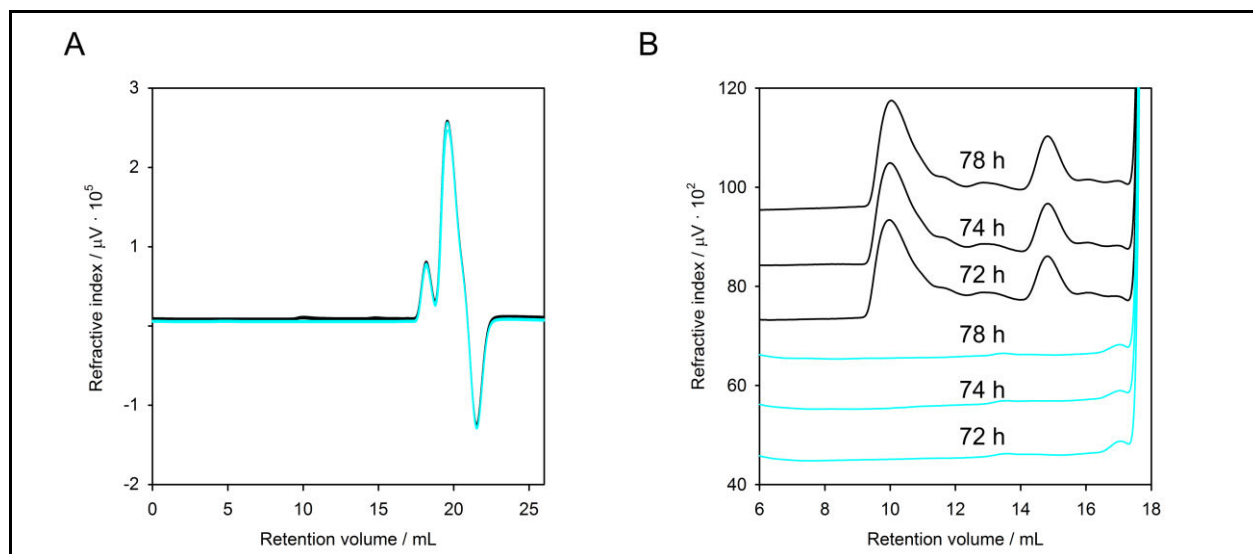 A
3
2
1
-1
-2
0
5
10
15
20
25
Refractive index / μV · 10⁵
Retention volume / mL
B
120
100
80
60
40
6
8
10
12
14
16
18
78 h
74 h
72 h
78 h
74 h
72 h
Refractive index / μV · 10²
Retention volume / mL